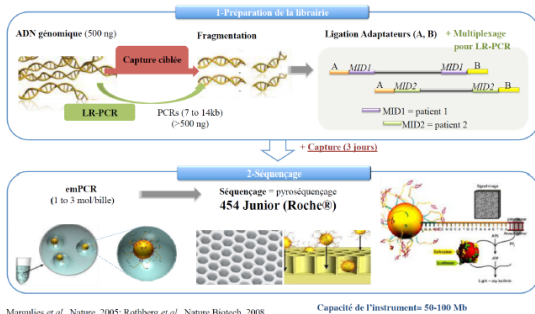 1-Préparation de la librairie
ADN génomique (500 ng)
Fragmentation
Ligation Adaptateurs (A, B)
+ Multiplexage
pour LR-PCR
Capture ciblée
LR-PCR
PCRs (7 to 14kb)
(>500 ng)
A MID1 MID1 B
A MID2 MID2 B
MID1 = patient 1
MID2 = patient 2
+ Capture (3 jours)
2-Séquençage
emPCR
(1 to 3 mol/bille)
Séquençage = pyroséquençage
454 Junior (Roche®)
Signal image
Margulies et al., Nature, 2005; Rothberg et al., Nature Biotech, 2008
Capacité de l'instrument= 50-100 Mb